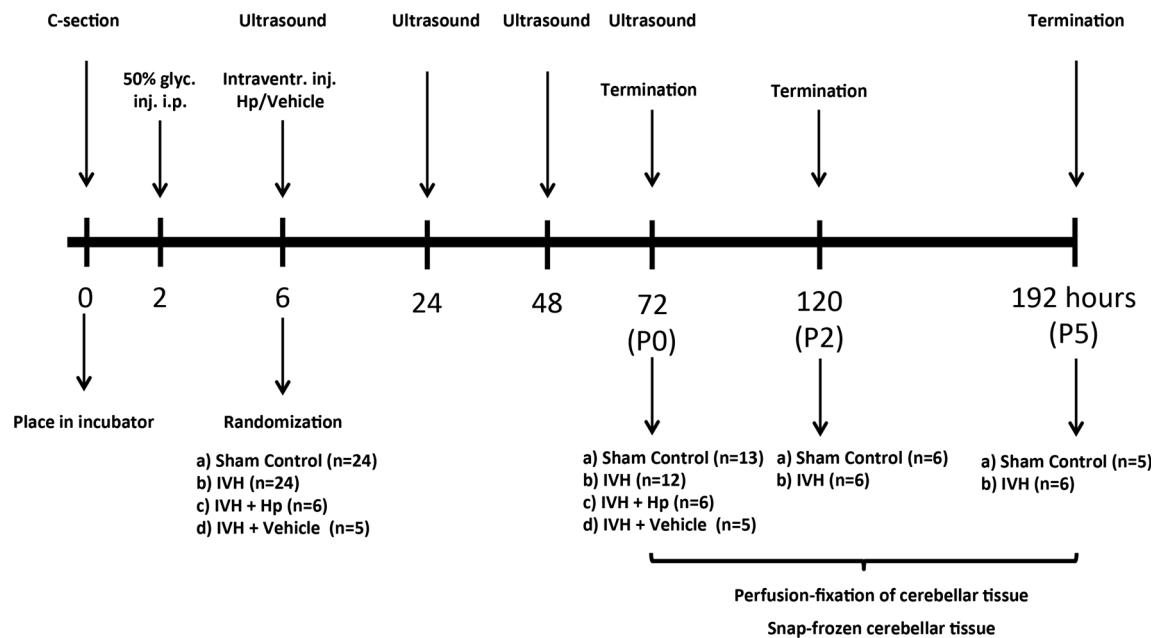 C-section
Ultrasound
Ultrasound
Ultrasound
Ultrasound
Termination
50% glyc.
inj. i.p.
Intraventr. inj.
Hp/Vehicle
Termination
Termination
0
2
6
24
48
72
(P0)
120
(P2)
192 hours
(P5)
Place in incubator
Randomization
a) Sham Control (n=24)
b) IVH (n=24)
c) IVH + Hp (n=6)
d) IVH + Vehicle (n=5)
a) Sham Control (n=13)
b) IVH (n=12)
c) IVH + Hp (n=6)
d) IVH + Vehicle (n=5)
a) Sham Control (n=6)
b) IVH (n=6)
a) Sham Control (n=5)
b) IVH (n=6)
Perfusion-fixation of cerebellar tissue
Snap-frozen cerebellar tissue